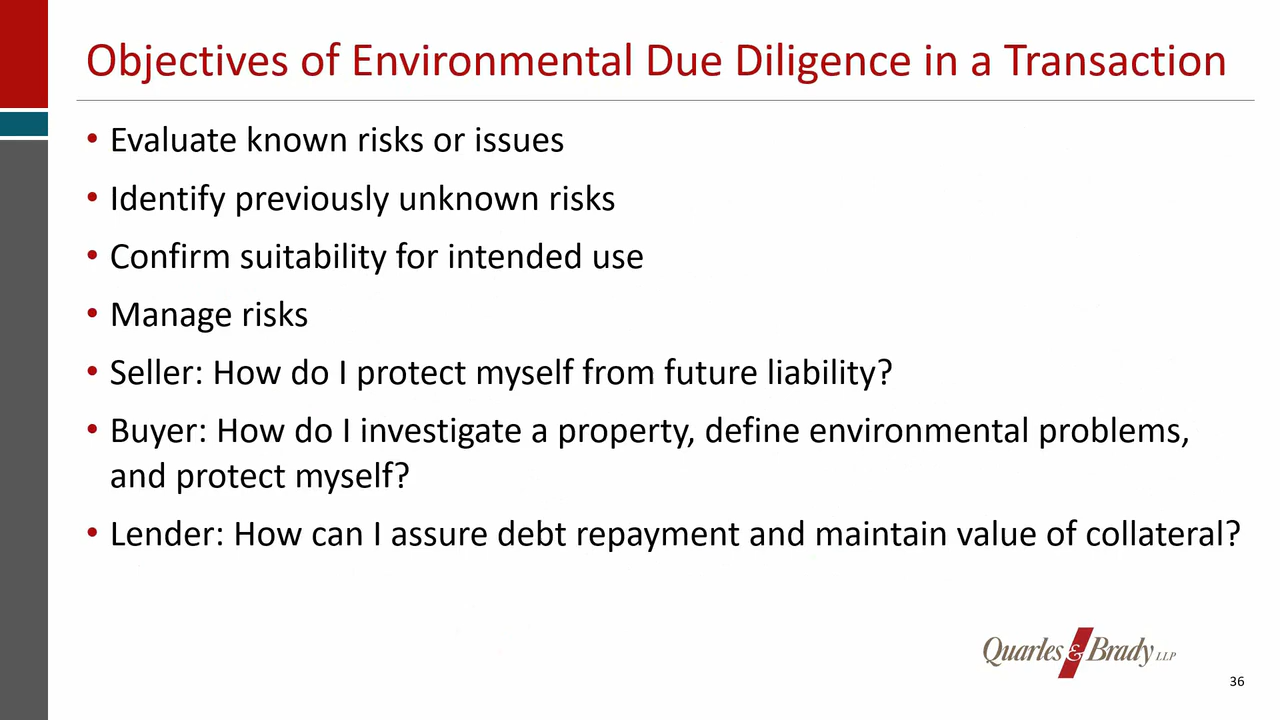 Objectives of Environmental Due Diligence in a Transaction
• Evaluate known risks or issues
• Identify previously unknown risks
• Confirm suitability for intended use
• Manage risks
• Seller: How do I protect myself from future liability?
• Buyer: How do I investigate a property, define environmental problems,
and protect myself?
• Lender: How can I assure debt repayment and maintain value of collateral?
Quarles & Brady LLP
36